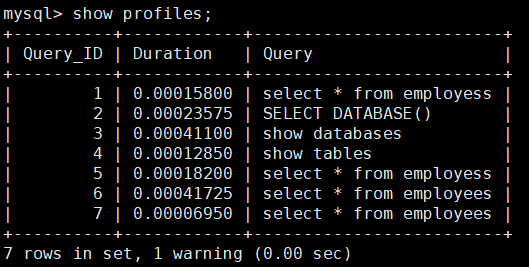 mysql> show profiles;
+----------+------------+-------------------------+
| Query_ID | Duration   | Query                   |
+----------+------------+-------------------------+
|        1 | 0.00015800 | select * from employess |
|        2 | 0.00023575 | SELECT DATABASE()       |
|        3 | 0.00041100 | show databases          |
|        4 | 0.00012850 | show tables             |
|        5 | 0.00018200 | select * from employess |
|        6 | 0.00041725 | select * from employees |
|        7 | 0.00006950 | select * from employees |
+----------+------------+-------------------------+
7 rows in set, 1 warning (0.00 sec)